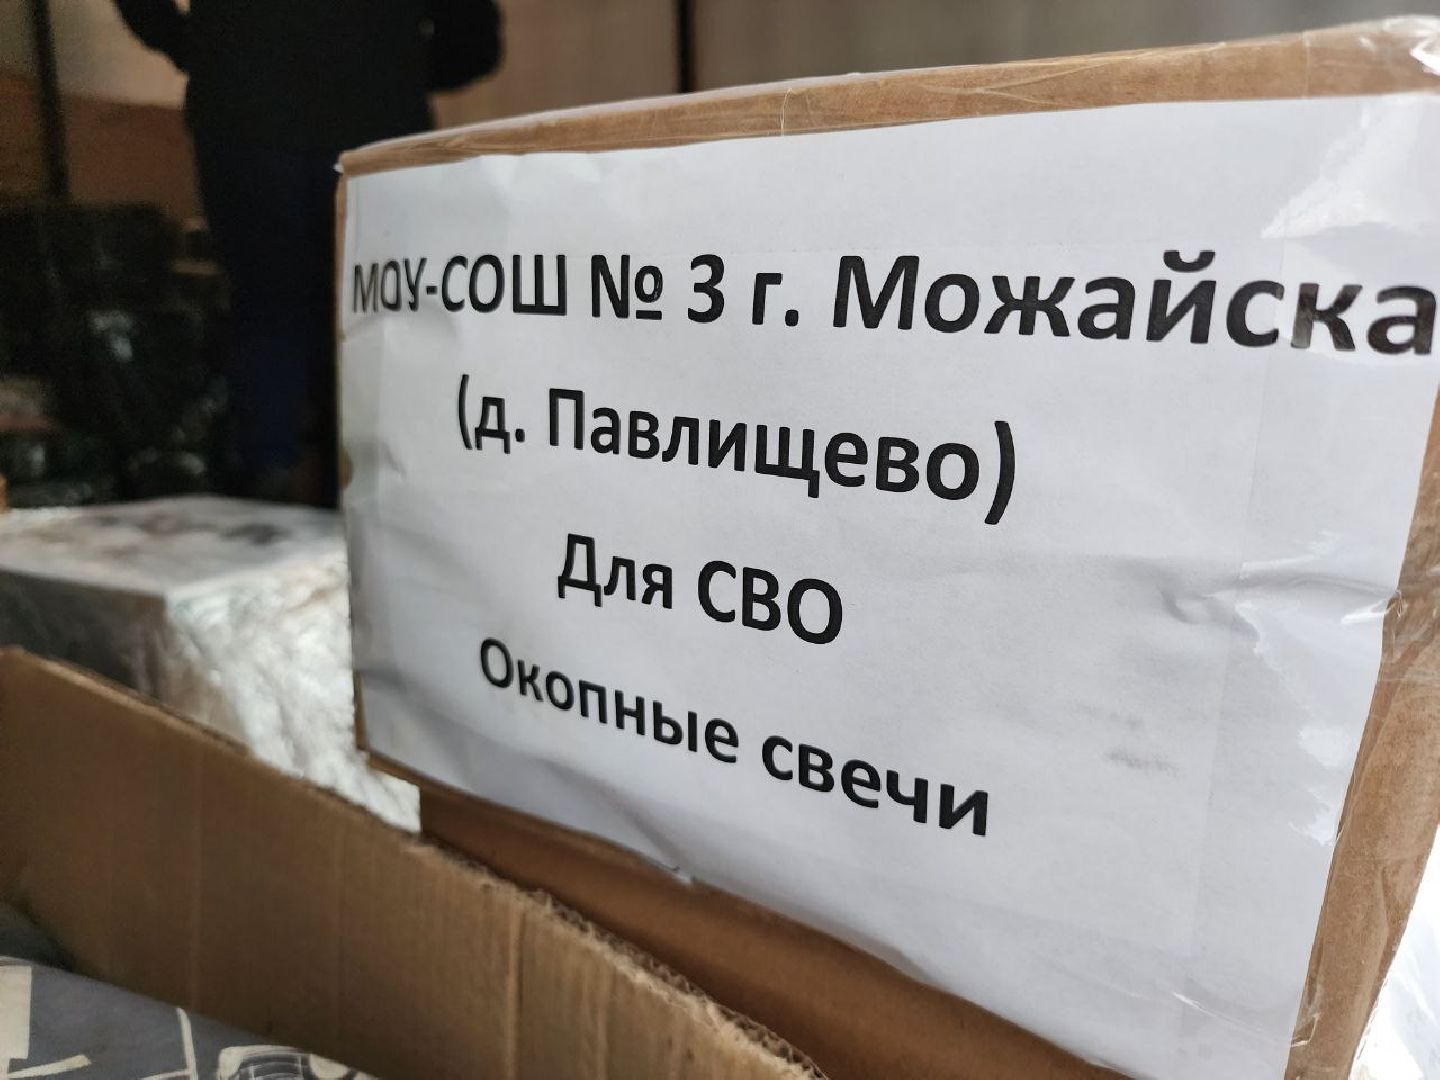 МОУ-СОШ № 3 г. Можайска
(д. Павлищево)
Для СВО
Окопные свечи